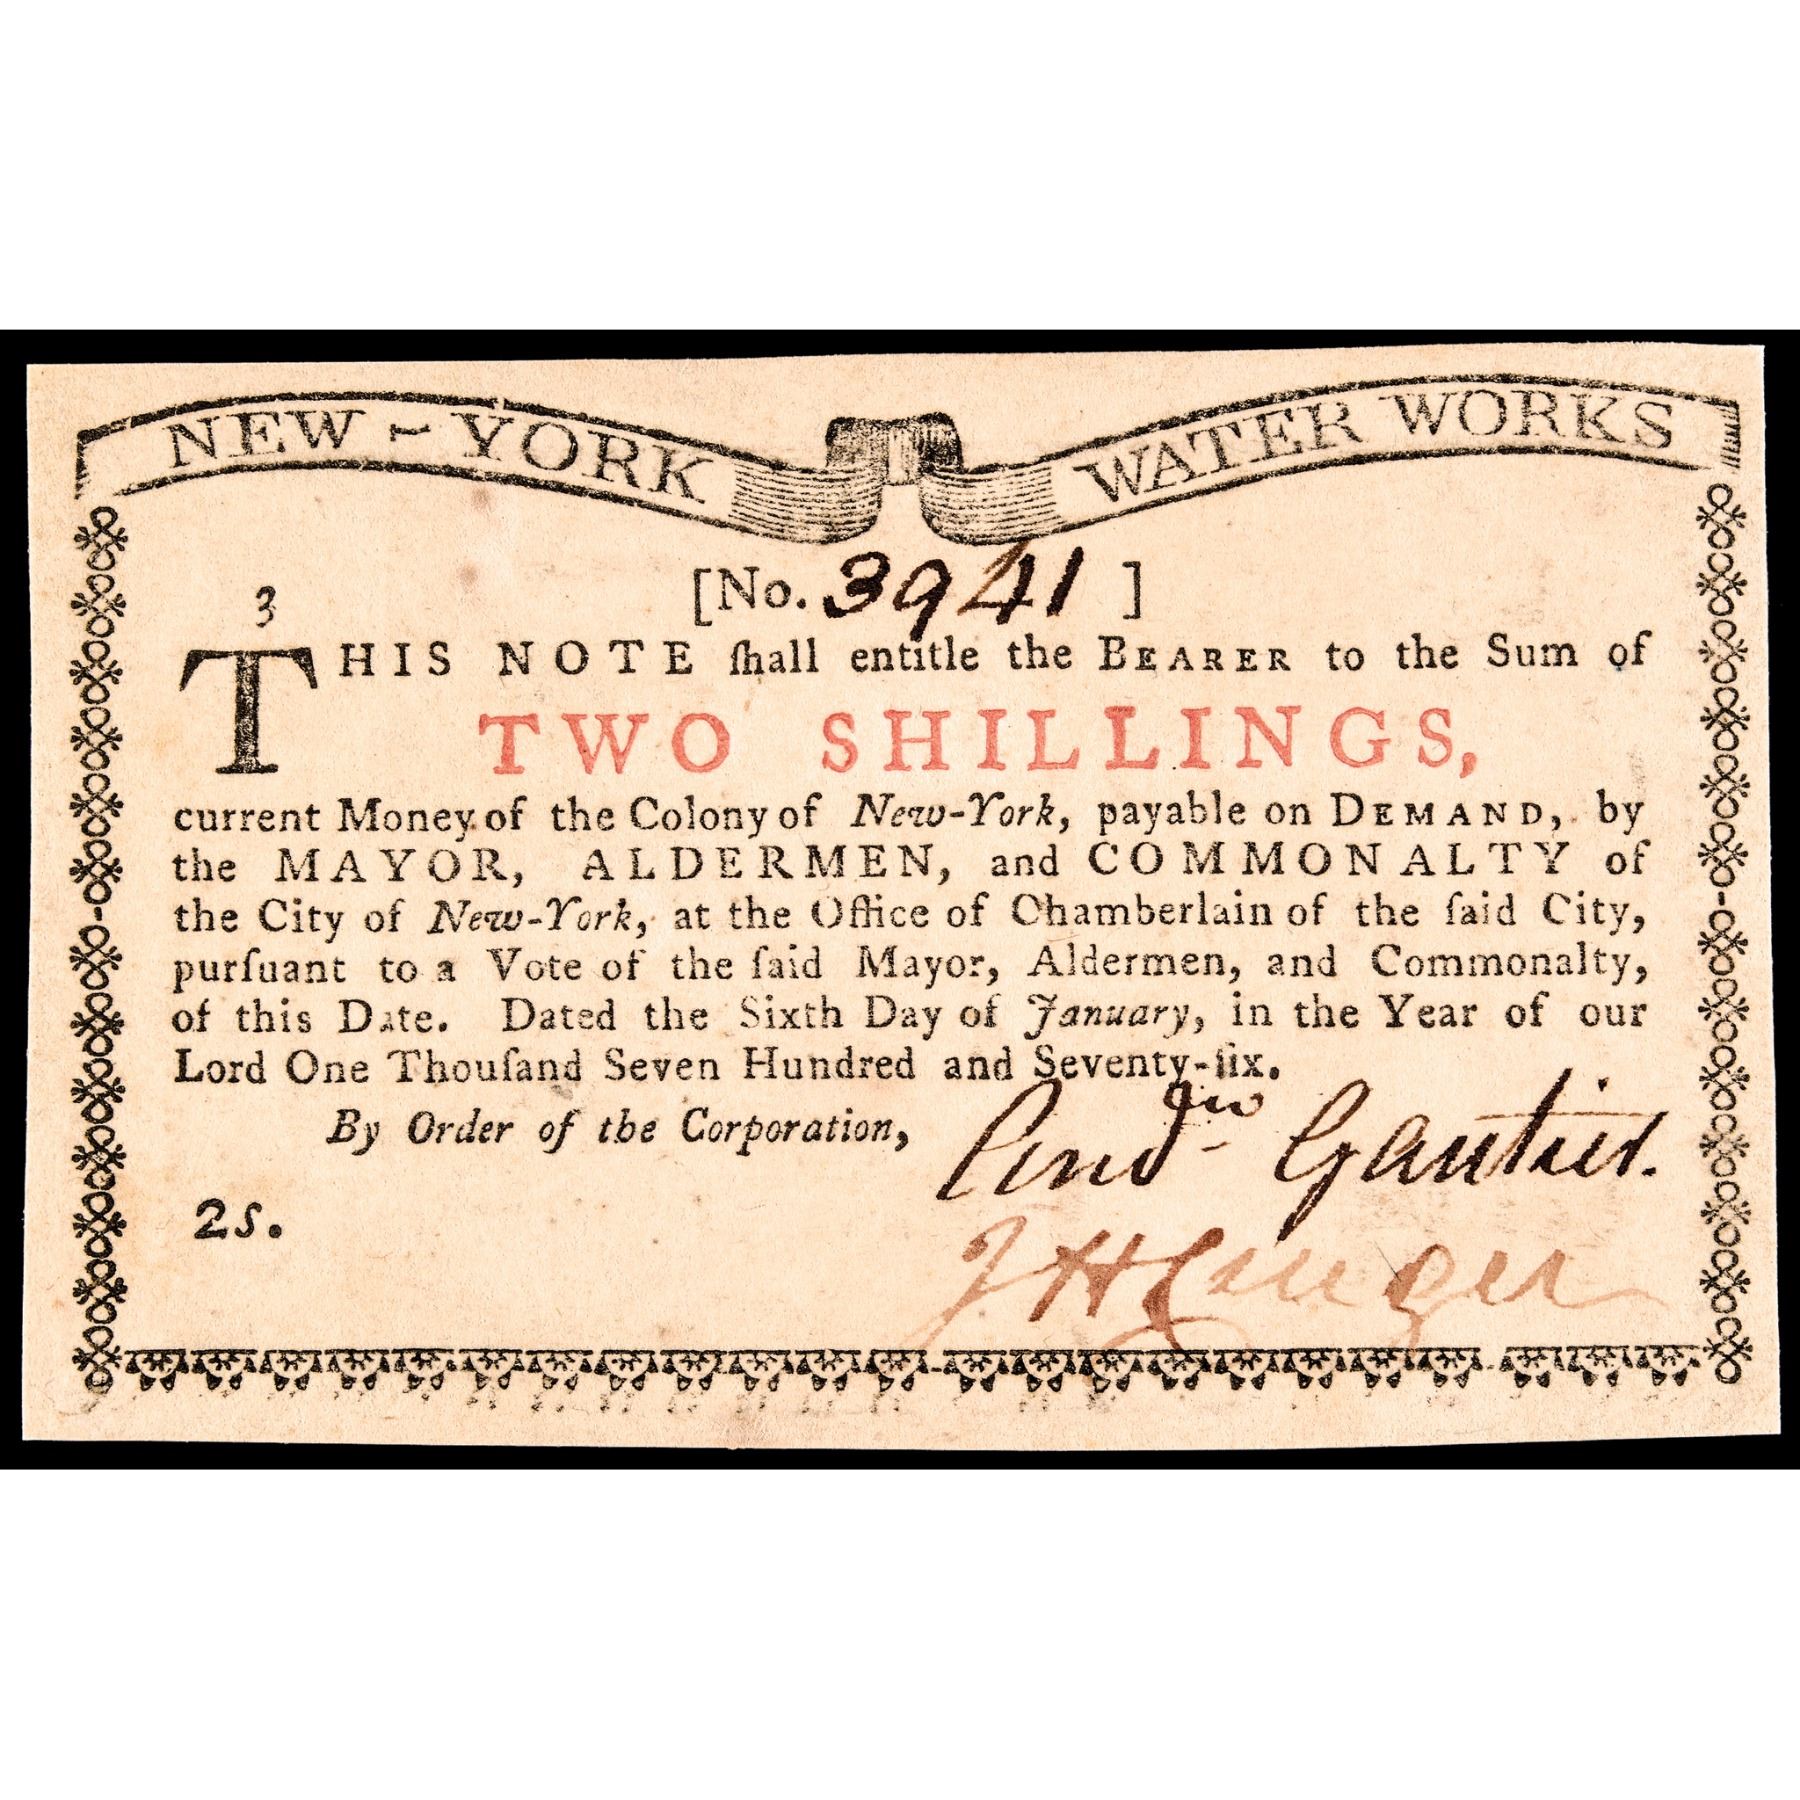 NEW-YORK WATER WORKS
[No. 3941 ]
3
THIS NOTE ſhall entitle the BEARER to the Sum of
TWO SHILLINGS,
current Money of the Colony of New-York, payable on DEMAND, by
the MAYOR, ALDERMEN, and COMMONALTY of
the City of New-York, at the Office of Chamberlain of the ſaid City,
purſuant to a Vote of the ſaid Mayor, Aldermen, and Commonalty,
of this Date. Dated the Sixth Day of January, in the Year of our
Lord One Thouſand Seven Hundred and Seventy-ſix.
By Order of the Corporation,
And^w Gautier.
2s.
J H Cruger